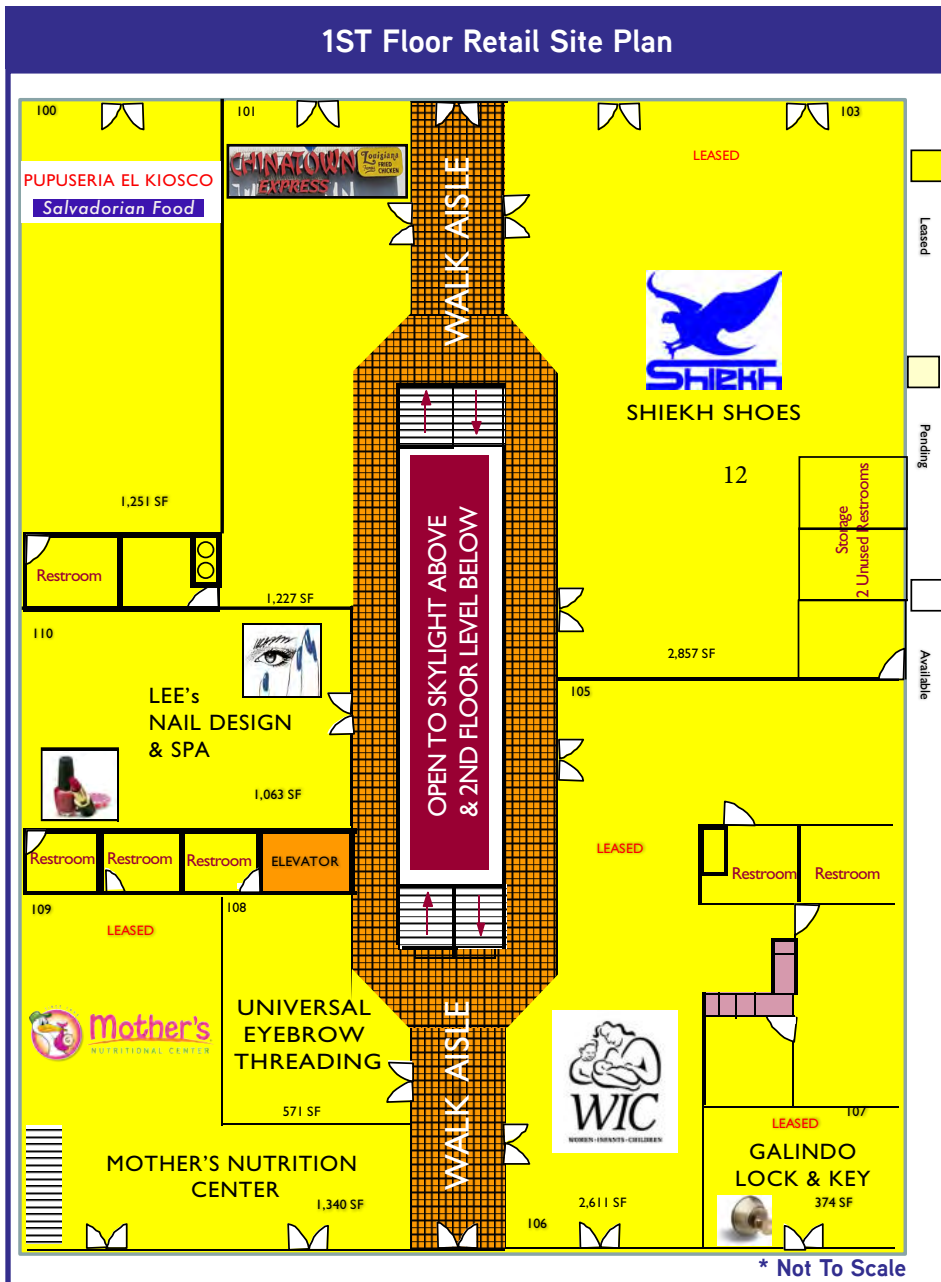 1ST Floor Retail Site Plan
100
101
103
LEASED
PUPUSERIA EL KIOSCO
Salvadorian Food
CHINATOWN
EXPRESS
Louisiana
Famous
FRIED
CHICKEN
WALK AISLE
Leased
SHIEKH
SHIEKH SHOES
12
Pending
Storage
2 Unused Restrooms
1,251 SF
Restroom
1,227 SF
OPEN TO SKYLIGHT ABOVE
& 2ND FLOOR LEVEL BELOW
110
2,857 SF
Available
LEE's
NAIL DESIGN
& SPA
1,063 SF
105
LEASED
Restroom
Restroom
Restroom
ELEVATOR
Restroom
Restroom
109
108
LEASED
Mother's
NUTRITIONAL CENTER
UNIVERSAL
EYEBROW
THREADING
571 SF
WALK AISLE
WIC
WOMEN·INFANTS·CHILDREN
107
LEASED
GALINDO
LOCK & KEY
374 SF
MOTHER'S NUTRITION
CENTER
1,340 SF
2,611 SF
106
* Not To Scale